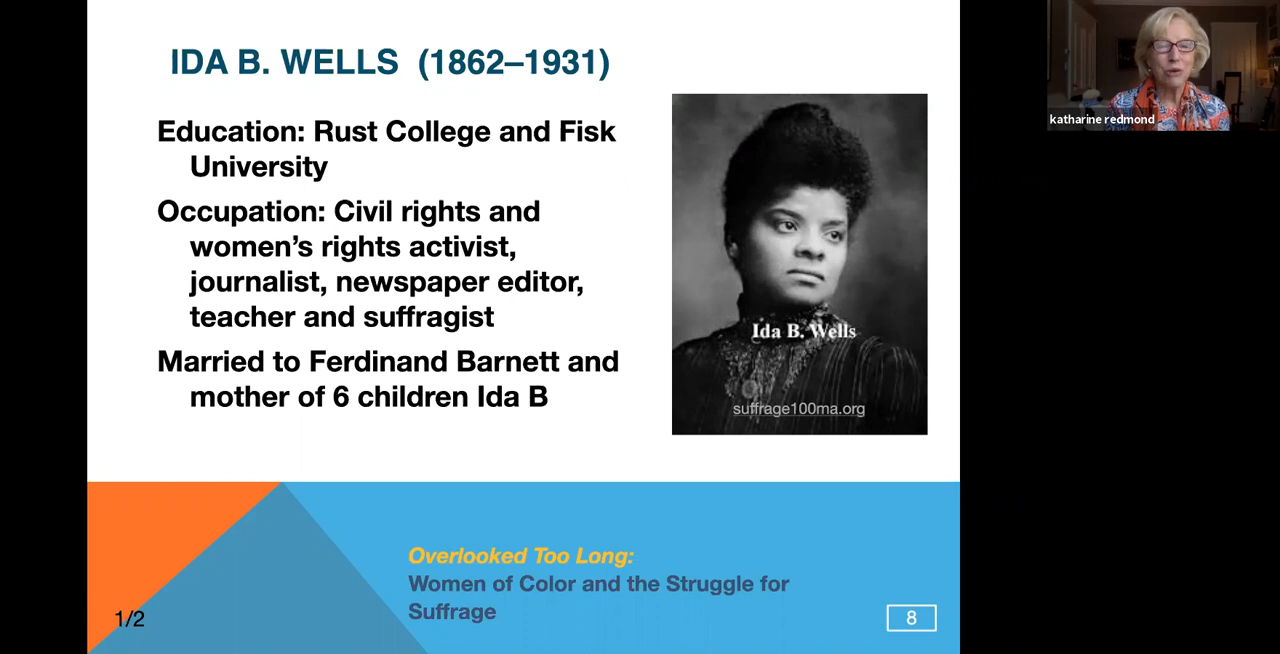 IDA B. WELLS (1862–1931)
Education: Rust College and Fisk
University
Occupation: Civil rights and
women’s rights activist,
journalist, newspaper editor,
teacher and suffragist
Married to Ferdinand Barnett and
mother of 6 children Ida B
Ida B. Wells
suffrage100ma.org
Overlooked Too Long:
Women of Color and the Struggle for
Suffrage
1/2
8
katharine redmond